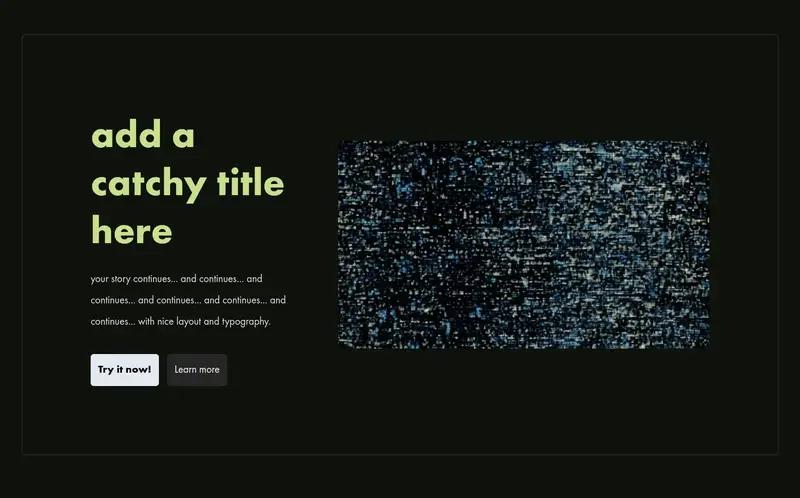 add a
catchy title
here
your story continues... and continues... and
continues... and continues... and continues... and
continues... with nice layout and typography.
Try it now!
Learn more